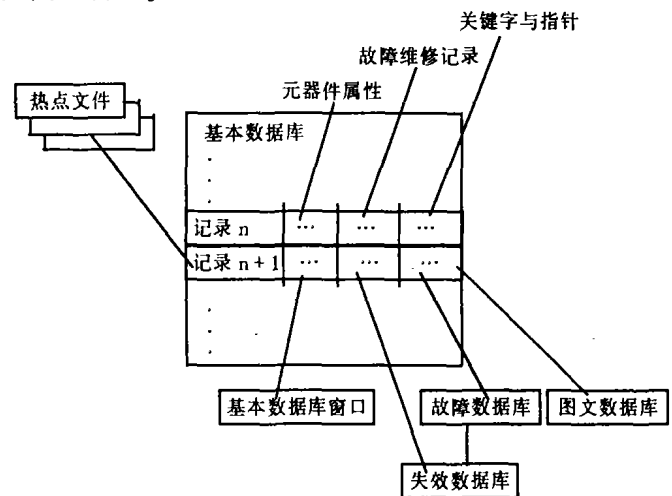 关键字与指针
故障维修记录
元器件属性
热点文件
基本数据库
记录 n … … …
记录 n + 1 … … …
基本数据库窗口 故障数据库 图文数据库
失效数据库